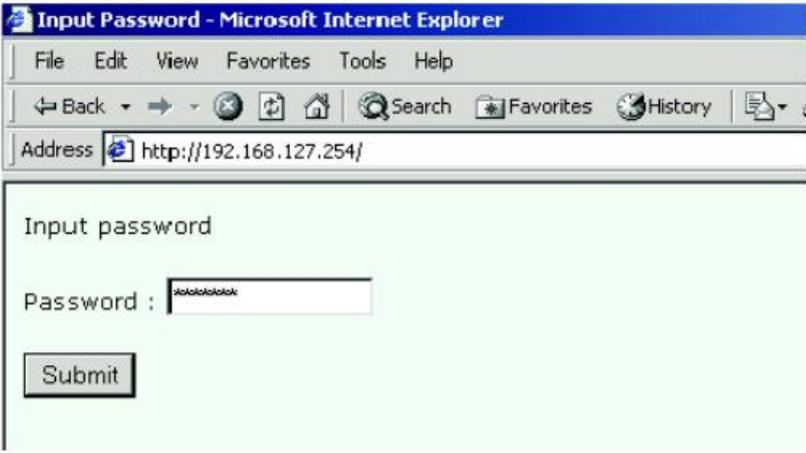 Input Password - Microsoft Internet Explorer
File Edit View Favorites Tools Help
Back Search Favorites History
Address http://192.168.127.254/
Input password
Password : ********
Submit